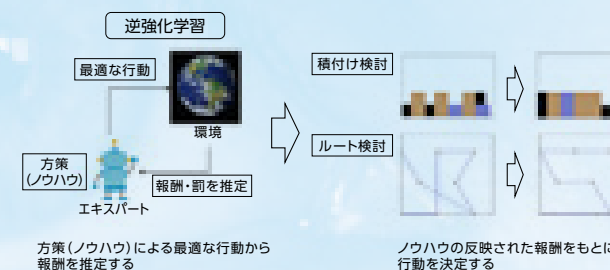 逆強化学習
最適な行動
環境
方策
(ノウハウ)
報酬・罰を推定
エキスパート
方策(ノウハウ)による最適な行動から
報酬を推定する
積付け検討
ルート検討
ノウハウの反映された報酬をもとに
行動を決定する